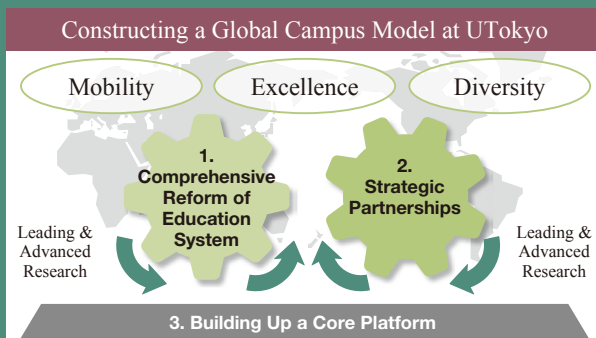 Constructing a Global Campus Model at UTokyo
Mobility
Excellence
Diversity
1.
Comprehensive
Reform of
Education
System
2.
Strategic
Partnerships
Leading &
Advanced
Research
Leading &
Advanced
Research
3. Building Up a Core Platform